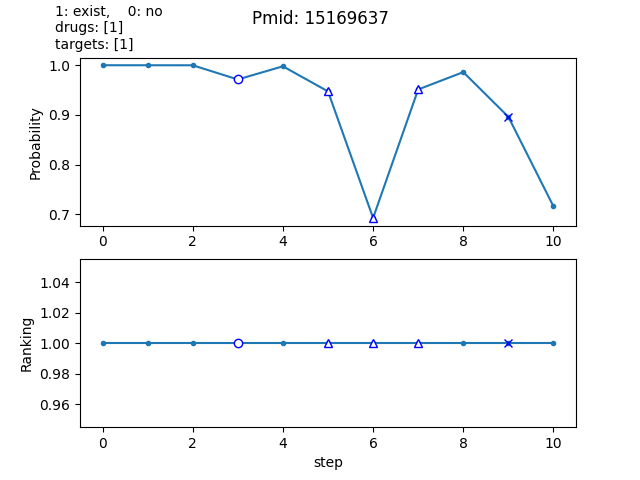 1: exist,    0: no
Pmid: 15169637
drugs: [1]
targets: [1]
1.0
0.9
0.8
0.7
Probability
0 2 4 6 8 10
1.04
1.02
1.00
0.98
0.96
Ranking
0 2 4 6 8 10
step